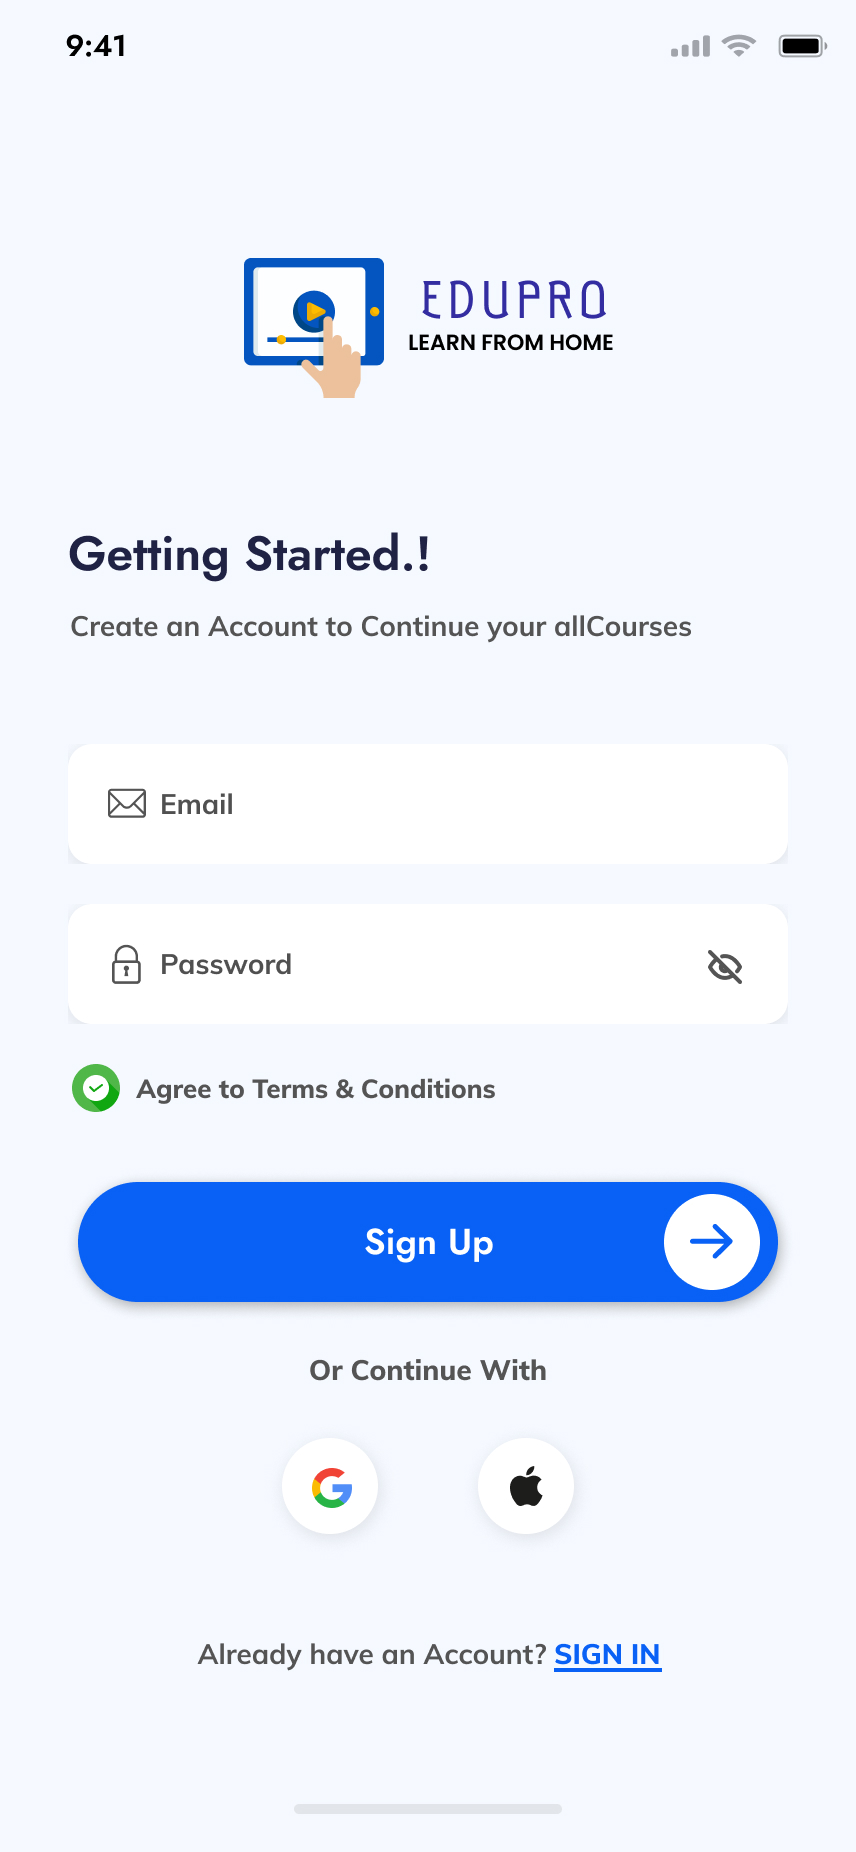 9:41
EDUPRO
LEARN FROM HOME
Getting Started.!
Create an Account to Continue your allCourses
Email
Password
Agree to Terms & Conditions
Sign Up
Or Continue With
Already have an Account? SIGN IN